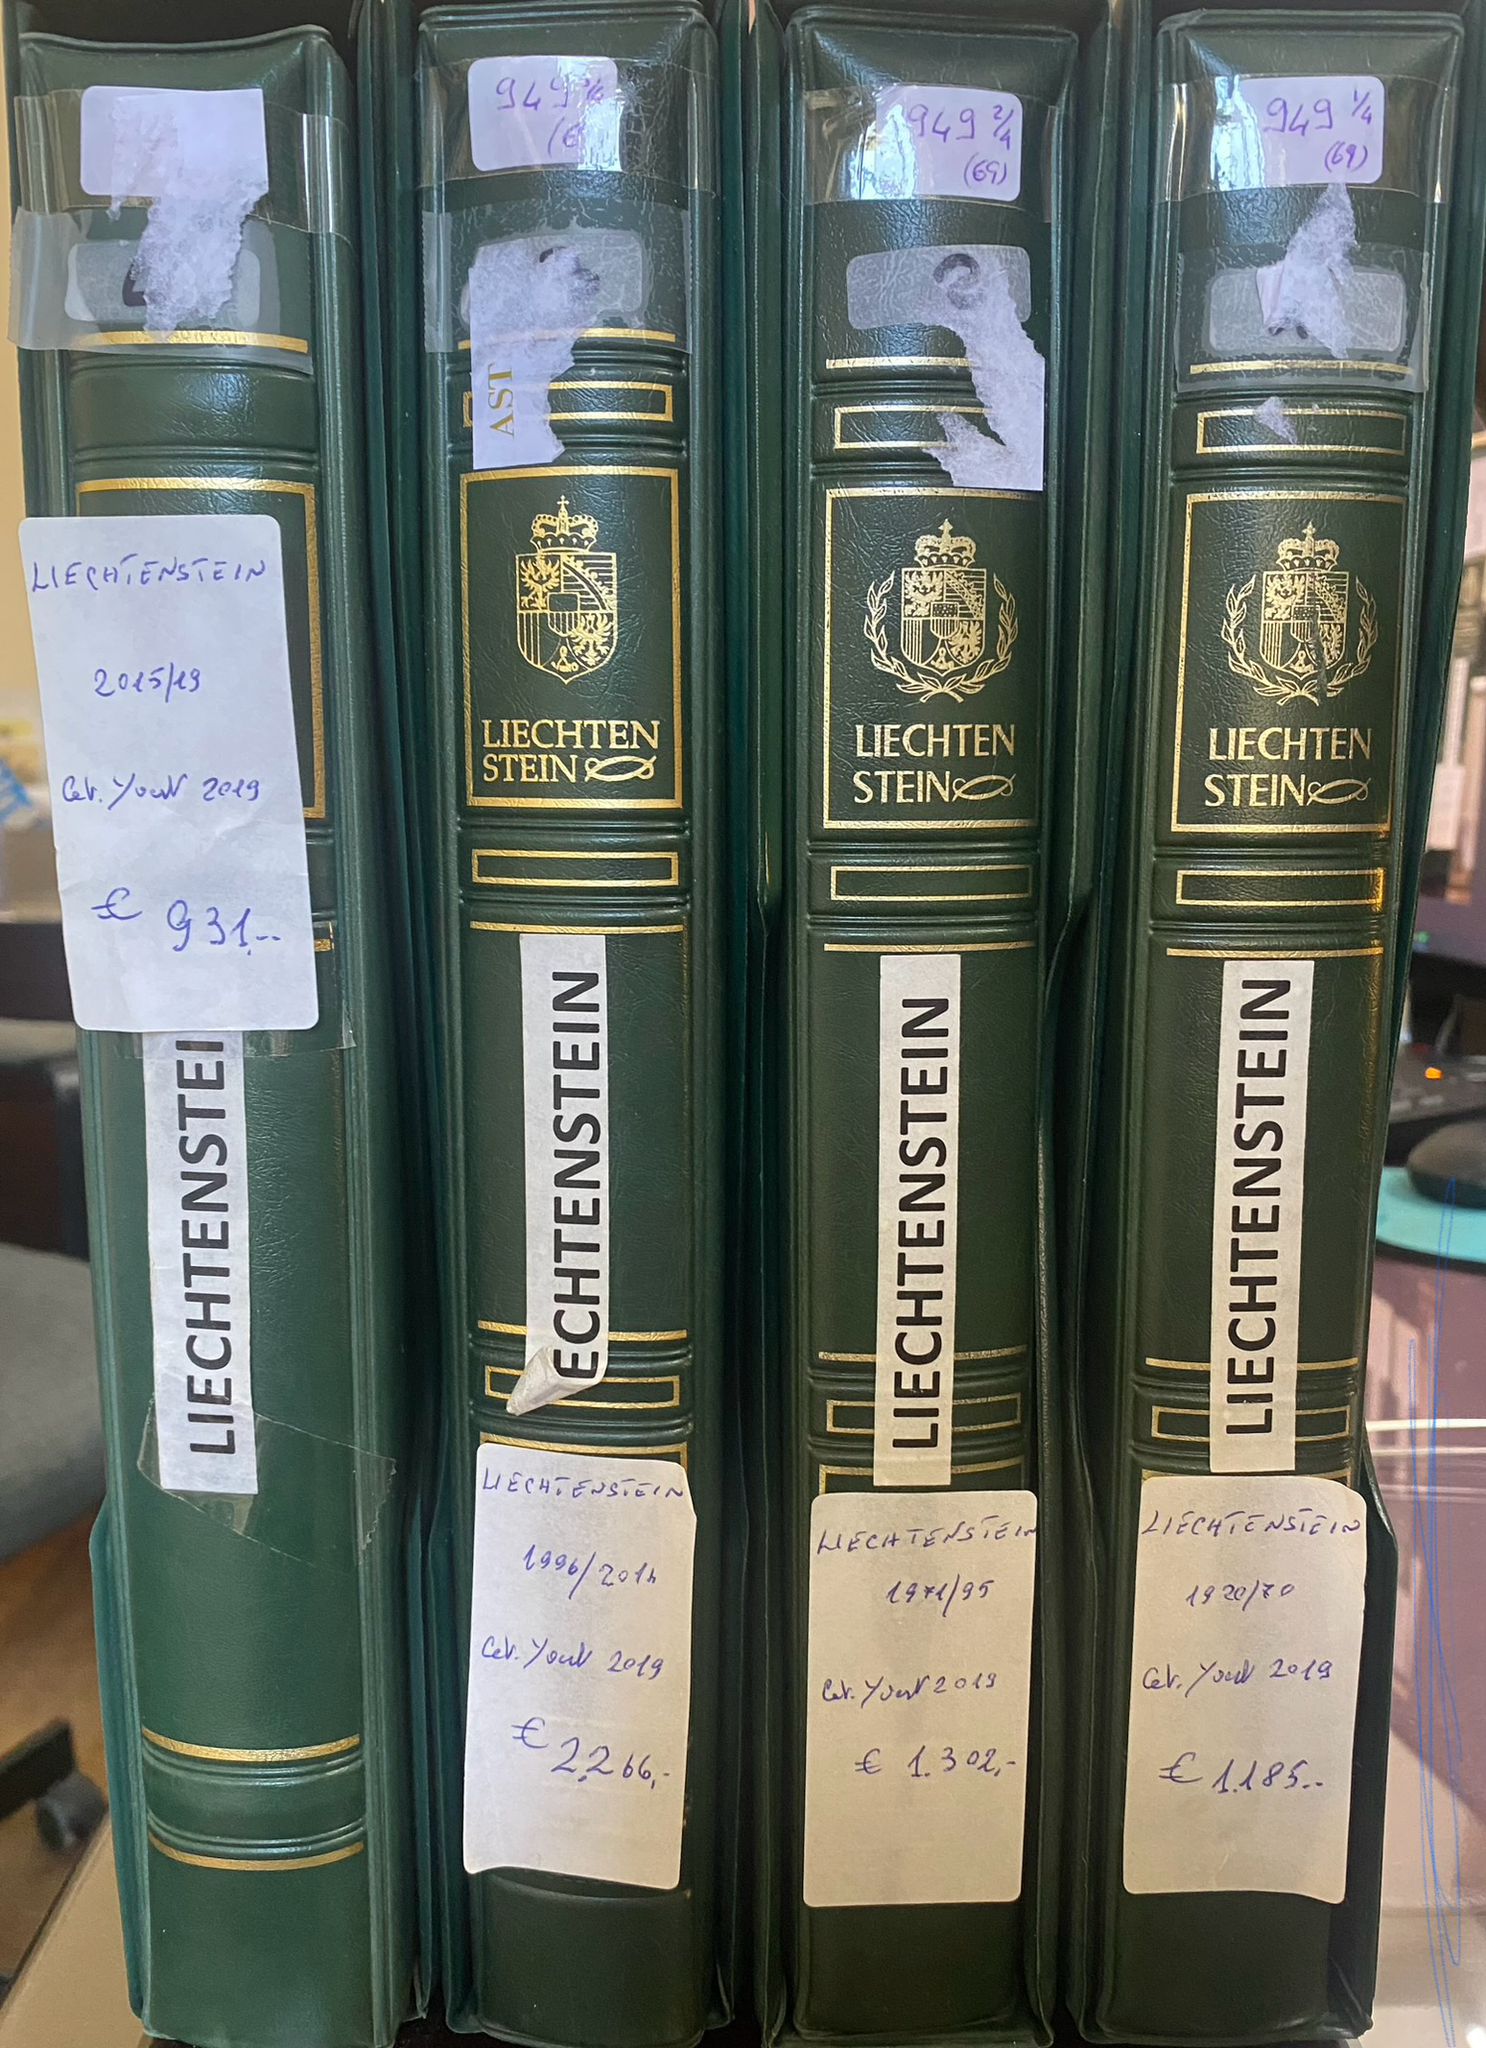 LIECHTENSTEIN
2015/19
Cat. Yvert 2019
€ 931,--
LIECHTENSTEI
949
AST
LIECHTEN
STEIN
ECHTENSTEIN
LIECHTENSTEIN
1996/2014
Cat. Yvert 2019
€ 2.266,-
949 2/4
(69)
LIECHTEN
STEIN
LIECHTENSTEIN
LIECHTENSTEIN
1971/95
Cat. Yvert 2019
€ 1.302,-
949 1/4
(69)
LIECHTEN
STEIN
LIECHTENSTEIN
LIECHTENSTEIN
1920/70
Cat. Yvert 2019
€ 1.185,--